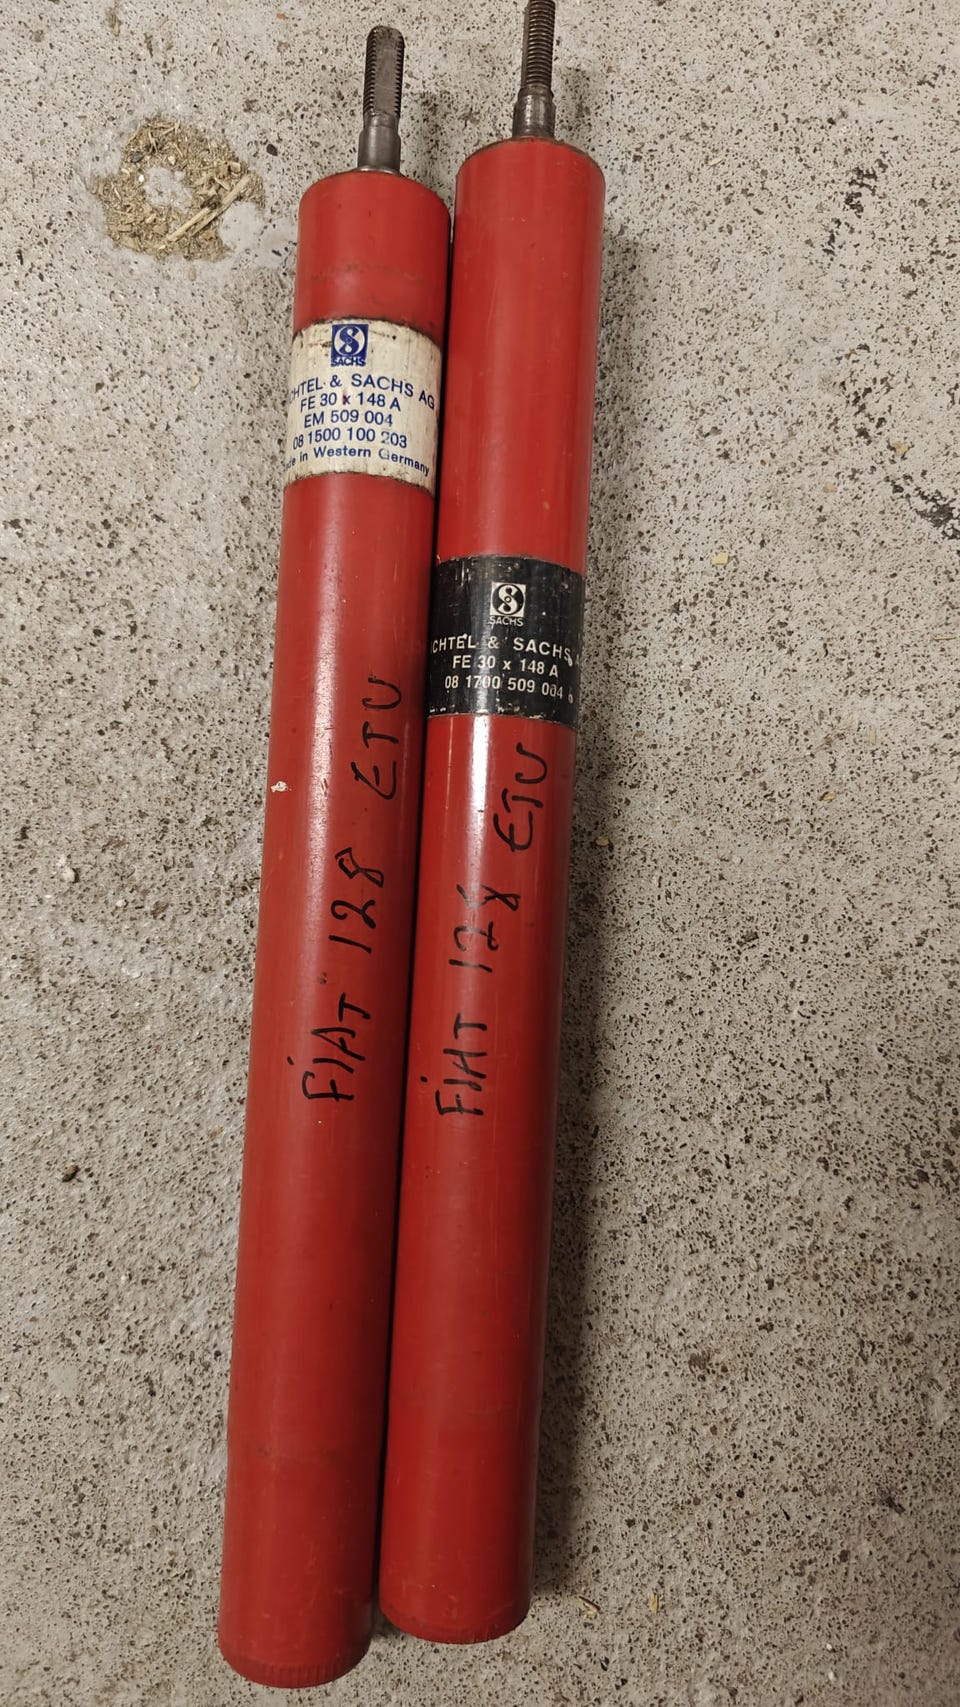 SACHS
CHTEL & SACHS AG
FE 30 x 148 A
EM 509 004
08 1500 100 203
in Western Germany
FiAT 128 ETU
SACHS
CHTEL & SACHS
FE 30 x 148 A
08 1700 509 004
FiAT 128 ETU